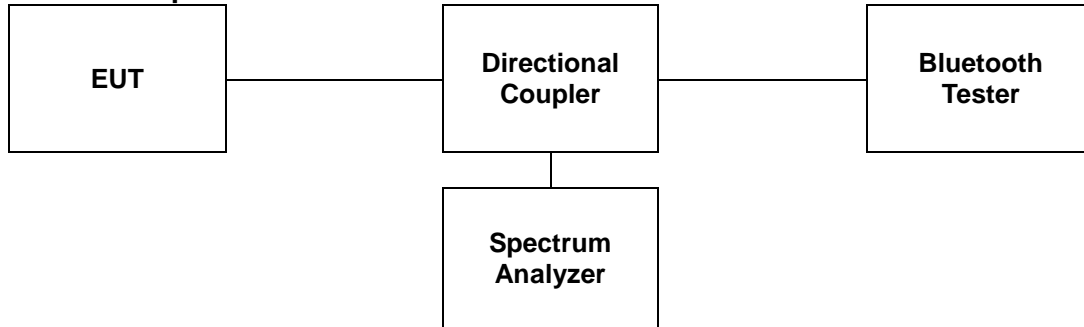 EUT
Directional
Coupler
Bluetooth
Tester
Spectrum
Analyzer